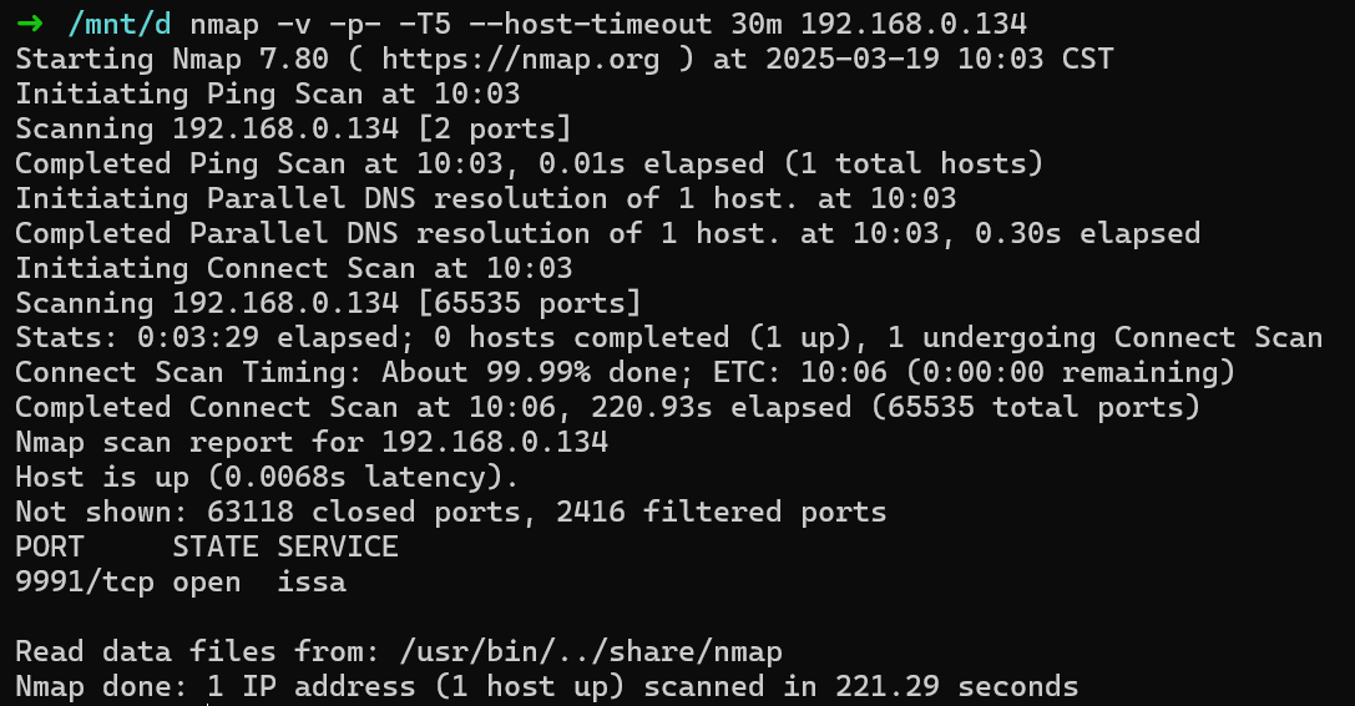 ➜ /mnt/d nmap -v -p- -T5 --host-timeout 30m 192.168.0.134
Starting Nmap 7.80 ( https://nmap.org ) at 2025-03-19 10:03 CST
Initiating Ping Scan at 10:03
Scanning 192.168.0.134 [2 ports]
Completed Ping Scan at 10:03, 0.01s elapsed (1 total hosts)
Initiating Parallel DNS resolution of 1 host. at 10:03
Completed Parallel DNS resolution of 1 host. at 10:03, 0.30s elapsed
Initiating Connect Scan at 10:03
Scanning 192.168.0.134 [65535 ports]
Stats: 0:03:29 elapsed; 0 hosts completed (1 up), 1 undergoing Connect Scan
Connect Scan Timing: About 99.99% done; ETC: 10:06 (0:00:00 remaining)
Completed Connect Scan at 10:06, 220.93s elapsed (65535 total ports)
Nmap scan report for 192.168.0.134
Host is up (0.0068s latency).
Not shown: 63118 closed ports, 2416 filtered ports
PORT     STATE SERVICE
9991/tcp open  issa
Read data files from: /usr/bin/../share/nmap
Nmap done: 1 IP address (1 host up) scanned in 221.29 seconds